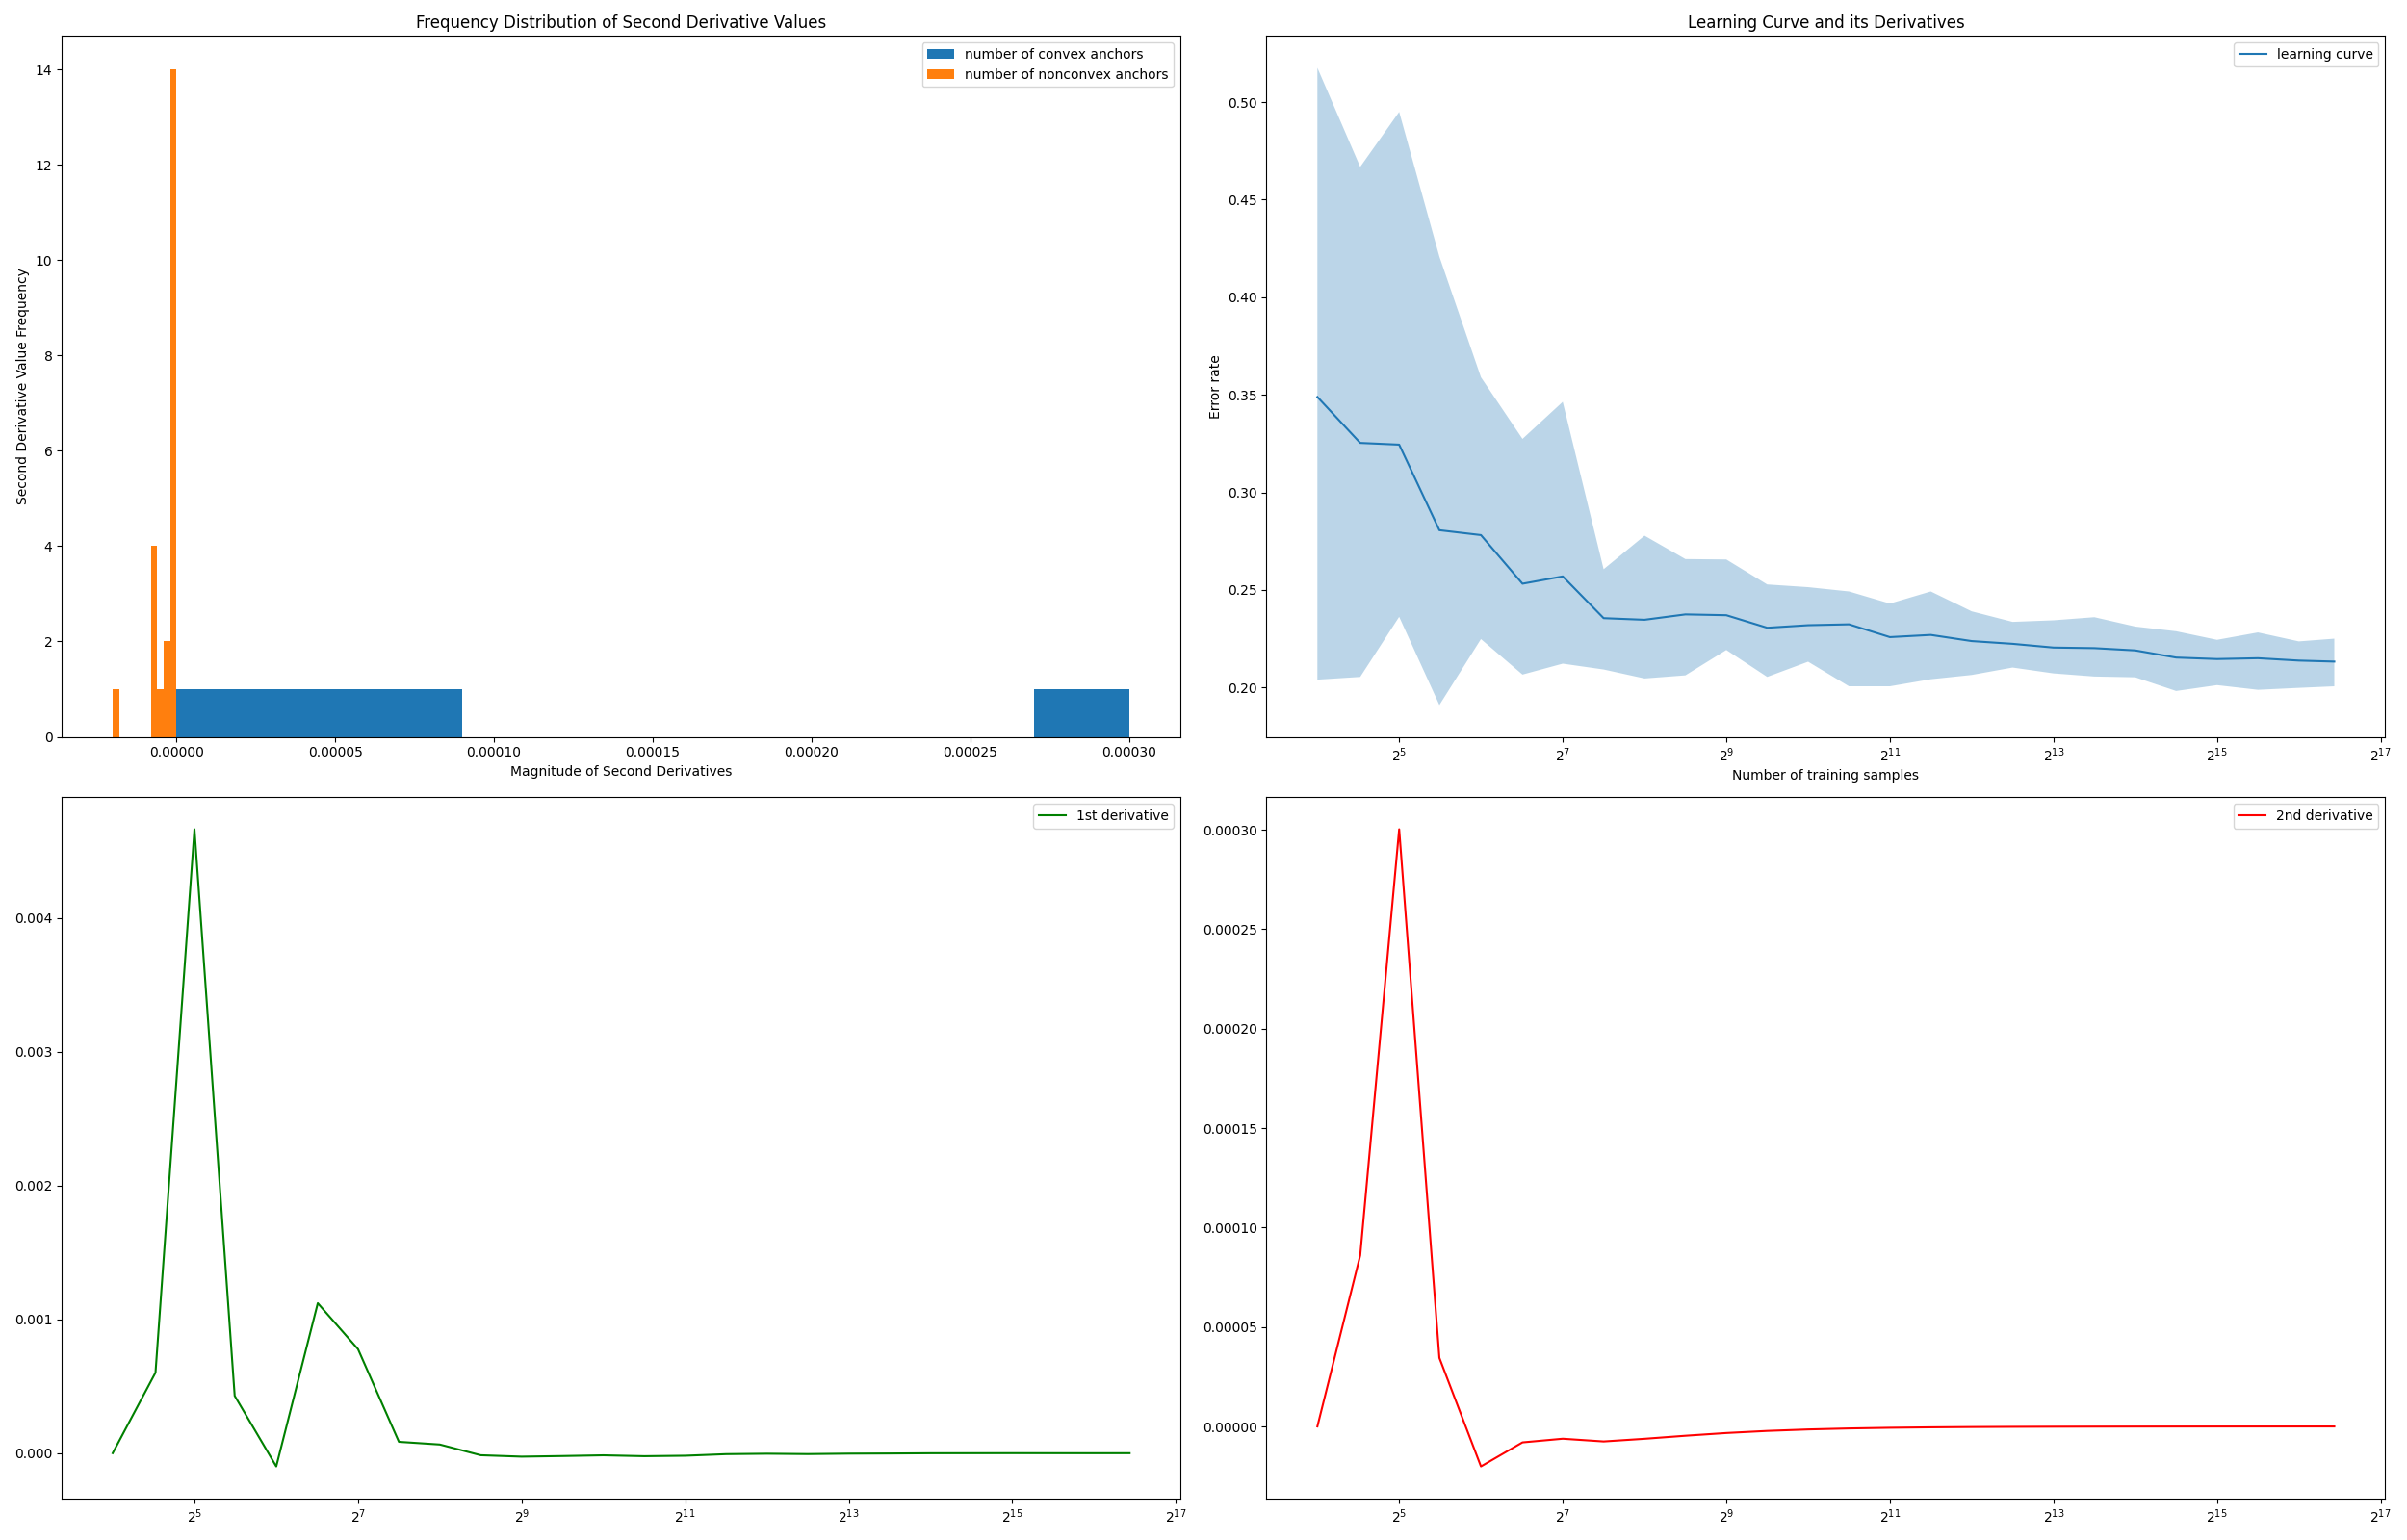 Frequency Distribution of Second Derivative Values
number of convex anchors
number of nonconvex anchors
14
12
10
8
6
4
2
0
Second Derivative Value Frequency
0.00000 0.00005 0.00010 0.00015 0.00020 0.00025 0.00030
Magnitude of Second Derivatives
Learning Curve and its Derivatives
learning curve
0.50
0.45
0.40
0.35
0.30
0.25
0.20
Error rate
2^5 2^7 2^9 2^11 2^13 2^15 2^17
Number of training samples
1st derivative
0.004
0.003
0.002
0.001
0.000
2^5 2^7 2^9 2^11 2^13 2^15 2^17
2nd derivative
0.00030
0.00025
0.00020
0.00015
0.00010
0.00005
0.00000
2^5 2^7 2^9 2^11 2^13 2^15 2^17